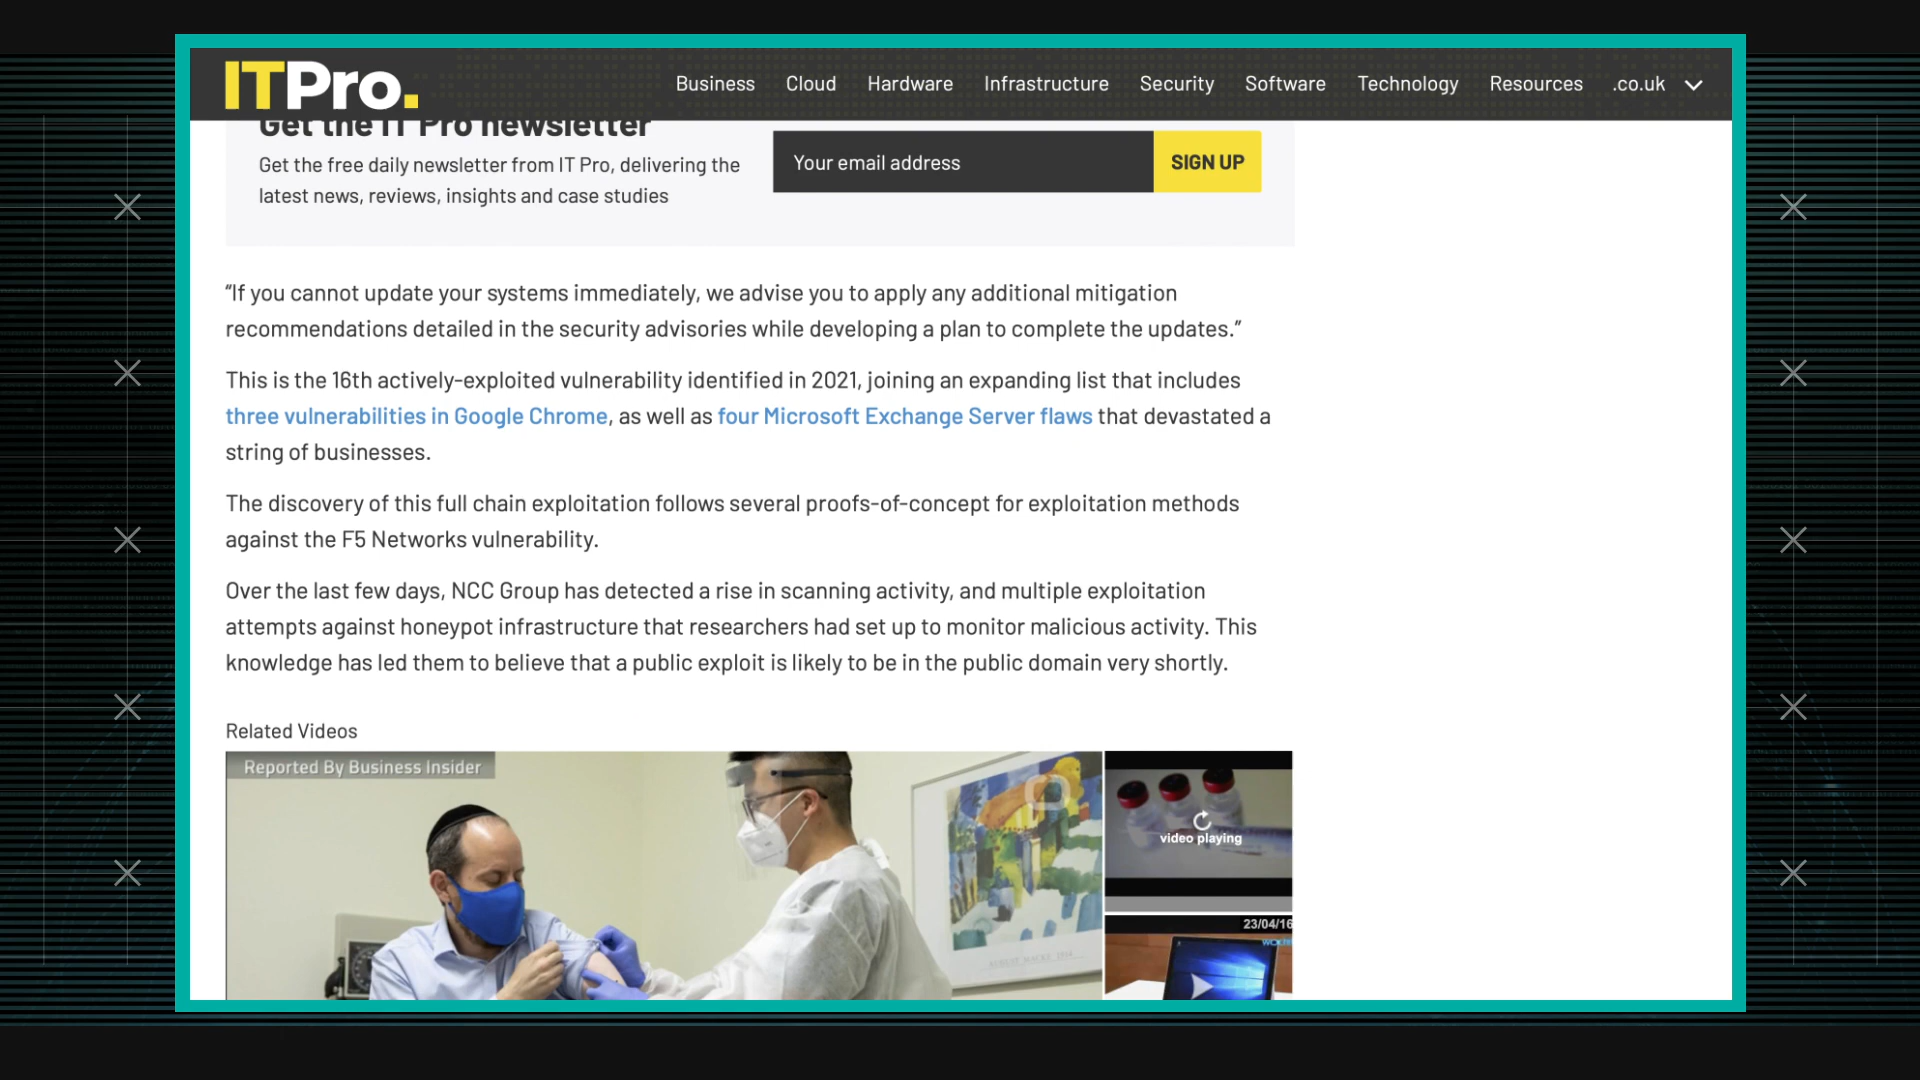 ITPro.
Business Cloud Hardware Infrastructure Security Software Technology Resources .co.uk
Get the IT Pro newsletter
Get the free daily newsletter from IT Pro, delivering the
latest news, reviews, insights and case studies
Your email address
SIGN UP
“If you cannot update your systems immediately, we advise you to apply any additional mitigation
recommendations detailed in the security advisories while developing a plan to complete the updates.”
This is the 16th actively-exploited vulnerability identified in 2021, joining an expanding list that includes
three vulnerabilities in Google Chrome, as well as four Microsoft Exchange Server flaws that devastated a
string of businesses.
The discovery of this full chain exploitation follows several proofs-of-concept for exploitation methods
against the F5 Networks vulnerability.
Over the last few days, NCC Group has detected a rise in scanning activity, and multiple exploitation
attempts against honeypot infrastructure that researchers had set up to monitor malicious activity. This
knowledge has led them to believe that a public exploit is likely to be in the public domain very shortly.
Related Videos
Reported By Business Insider
AUGUST MACKE 1914
video playing
23/04/16